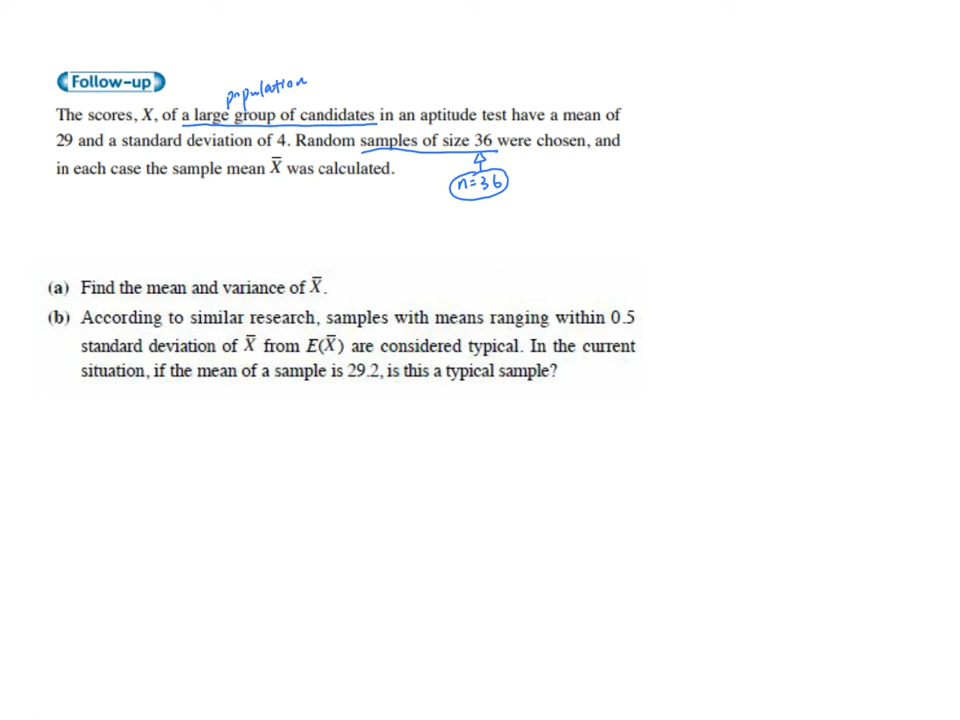 Follow-up
population
The scores, X, of a large group of candidates in an aptitude test have a mean of
29 and a standard deviation of 4. Random samples of size 36 were chosen, and
in each case the sample mean X̅ was calculated.
n=36
(a) Find the mean and variance of X̅.
(b) According to similar research, samples with means ranging within 0.5
standard deviation of X̅ from E(X̅) are considered typical. In the current
situation, if the mean of a sample is 29.2, is this a typical sample?